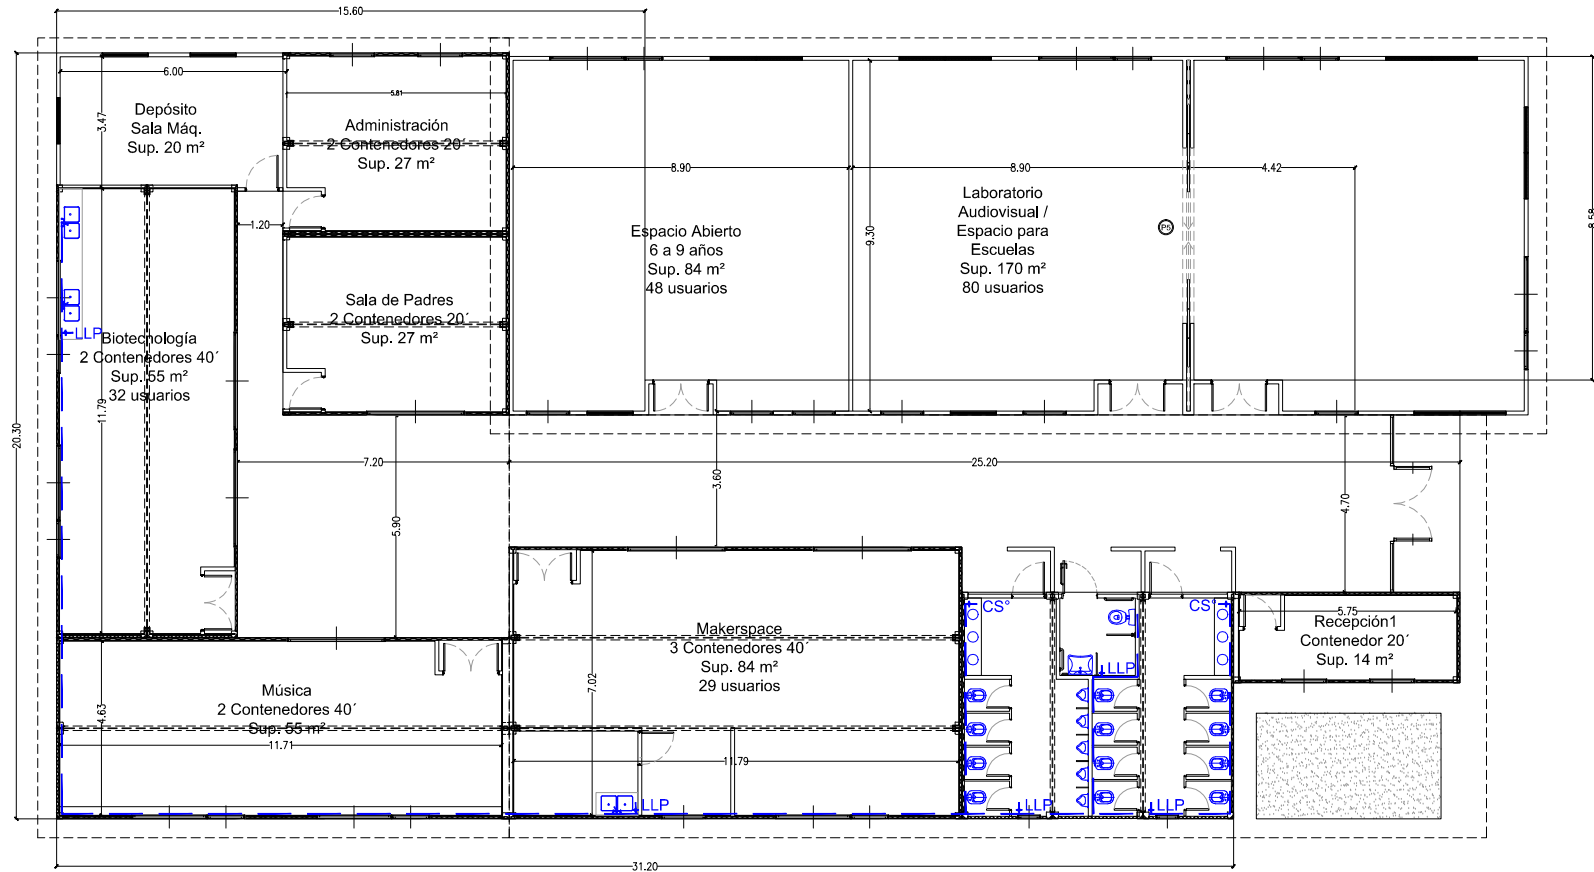 15.60
6.00
5.81
3.47
Depósito
Sala Máq.
Sup. 20 m²
Administración
2 Contenedores 20´
Sup. 27 m²
8.90
8.90
4.42
8.58
1.20
9.30
Espacio Abierto
6 a 9 años
Sup. 84 m²
48 usuarios
Laboratorio
Audiovisual /
Espacio para
Escuelas
Sup. 170 m²
80 usuarios
P5
Sala de Padres
2 Contenedores 20´
Sup. 27 m²
LLP
Biotecnología
2 Contenedores 40´
Sup. 55 m²
32 usuarios
11.79
20.30
7.20
25.20
3.60
5.90
4.70
CS°
CS°
5.75
Recepción1
Contenedor 20´
Sup. 14 m²
Makerspace
3 Contenedores 40´
Sup. 84 m²
29 usuarios
7.02
LLP
Música
2 Contenedores 40´
Sup. 55 m²
4.63
11.71
11.79
LLP
LLP
LLP
31.20